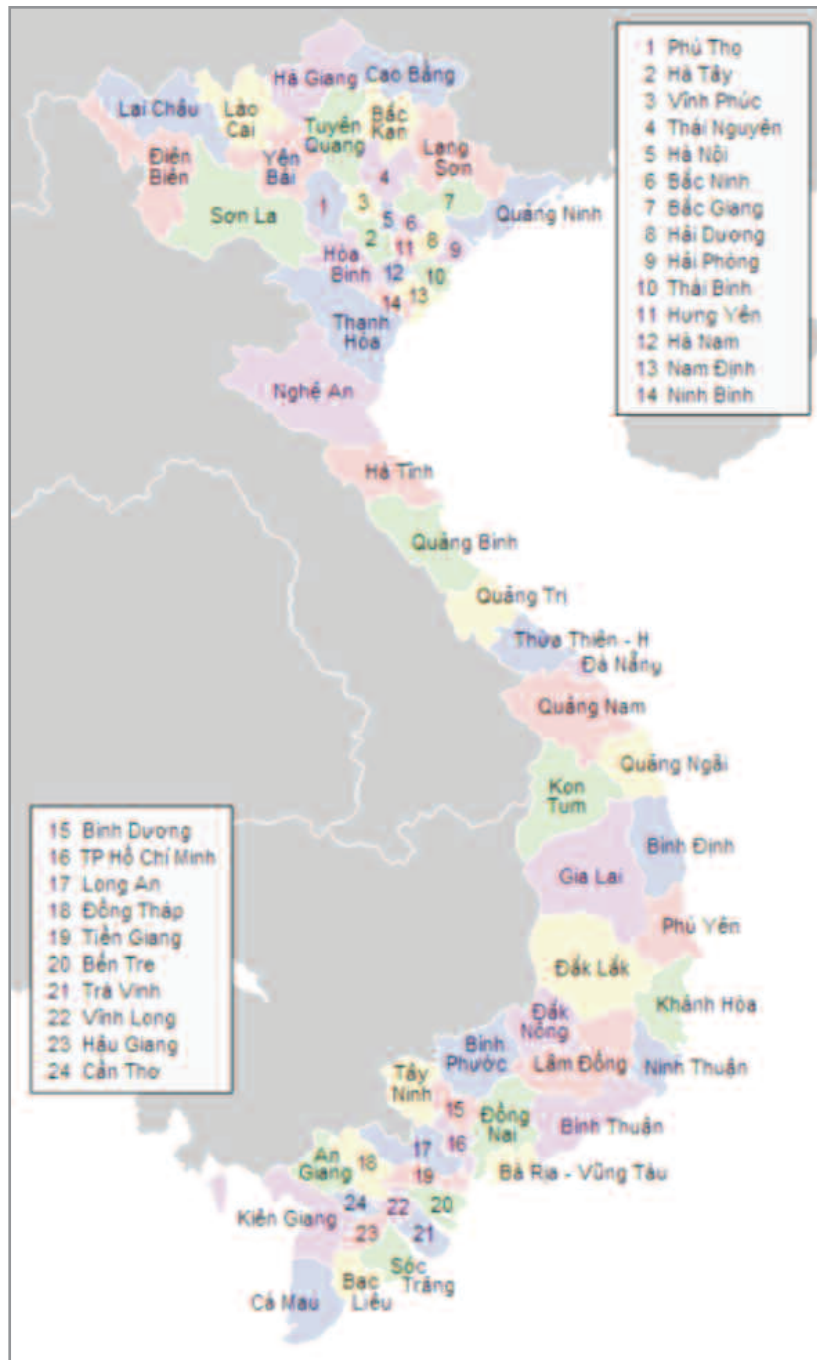 Hà Giang
Cao Bằng
Lai Châu
Lào
Cai
Bắc
Kạn
Tuyên
Quang
Lạng
Sơn
Điện
Biên
Yên
Bái
4
Sơn La
1
3
7
5
6
Quảng Ninh
2
8
9
Hòa
Bình
11
12
10
14
13
Thanh
Hóa
Nghệ An
Hà Tĩnh
Quảng Bình
Quảng Trị
Thừa Thiên - H
Đà Nẵng
Quảng Nam
Quảng Ngãi
Kon
Tum
Bình Định
Gia Lai
Phú Yên
Đắk Lắk
Khánh Hòa
Đắk
Nông
Bình
Phước
Lâm Đồng
Ninh Thuận
Tây
Ninh
15
Đồng
Nai
Bình Thuận
16
17
An
Giang
18
19
Bà Rịa - Vũng Tàu
24
22
20
Kiên Giang
23
21
Sóc
Trăng
Bạc
Liêu
Cà Mau
1 Phú Thọ
2 Hà Tây
3 Vĩnh Phúc
4 Thái Nguyên
5 Hà Nội
6 Bắc Ninh
7 Bắc Giang
8 Hải Dương
9 Hải Phòng
10 Thái Bình
11 Hưng Yên
12 Hà Nam
13 Nam Định
14 Ninh Bình
15 Bình Dương
16 TP Hồ Chí Minh
17 Long An
18 Đồng Tháp
19 Tiền Giang
20 Bến Tre
21 Trà Vinh
22 Vĩnh Long
23 Hậu Giang
24 Cần Thơ